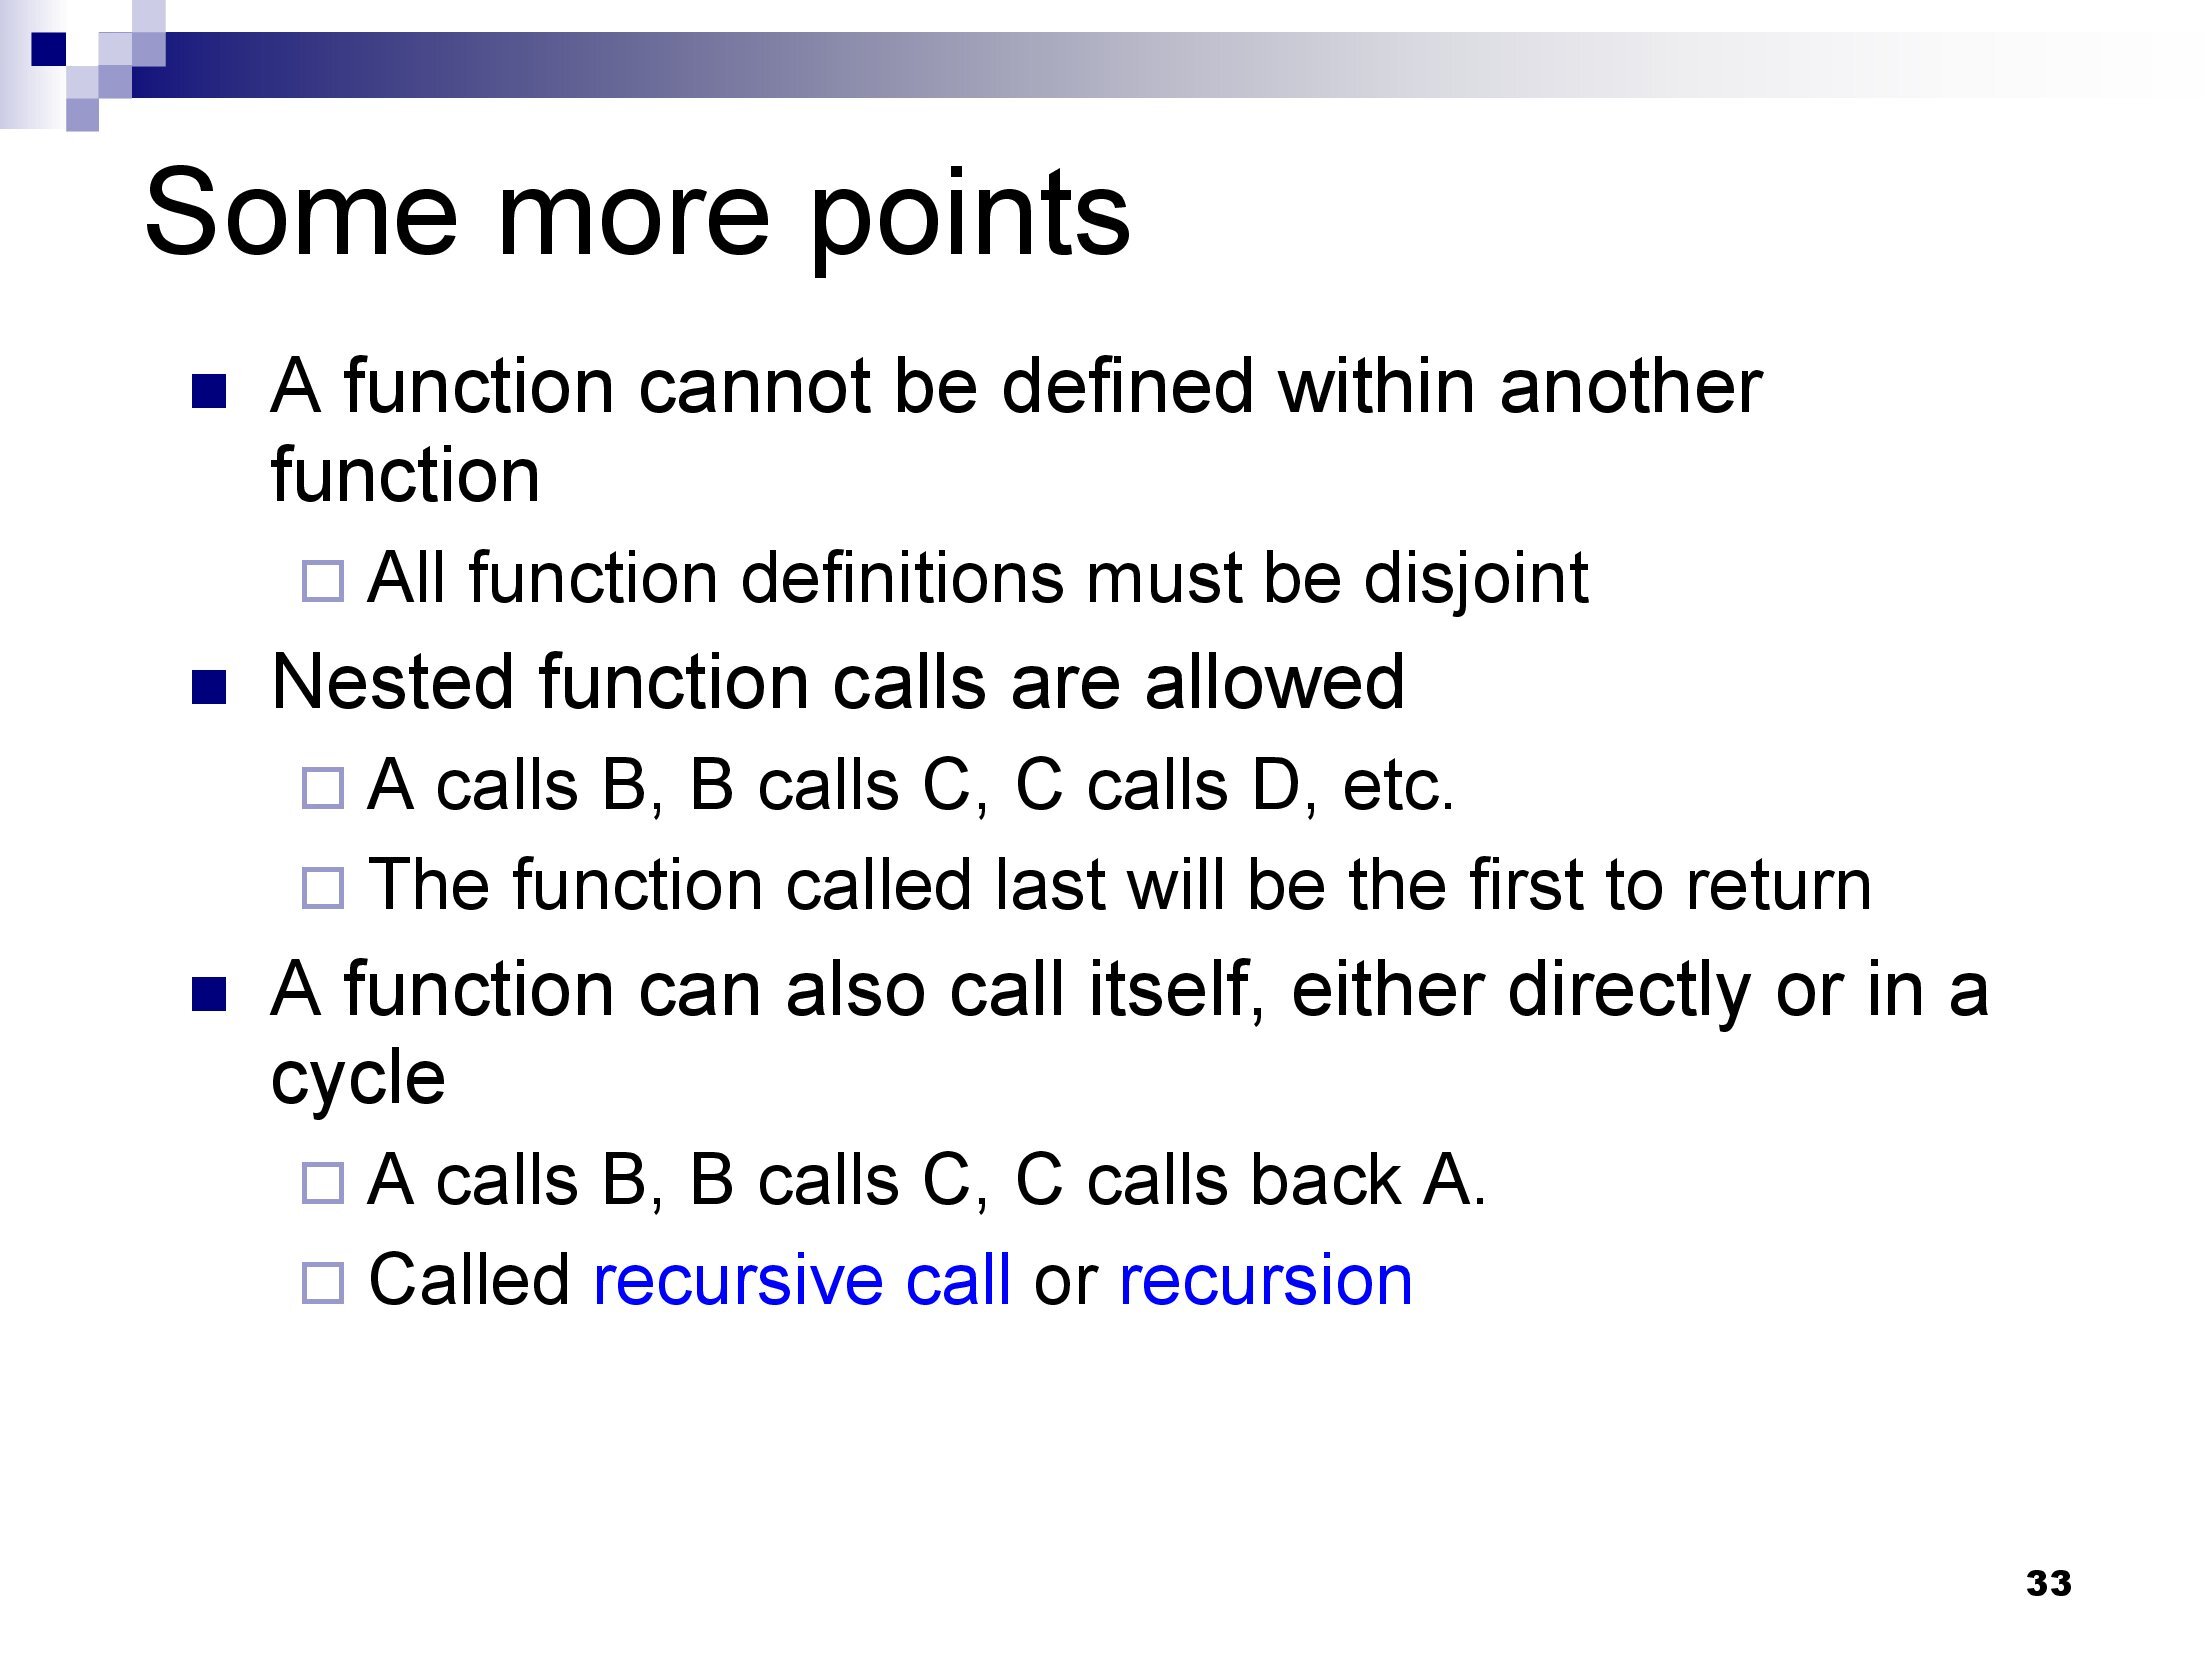 Some more points
A function cannot be defined within another
function
All function definitions must be disjoint
Nested function calls are allowed
A calls B, B calls C, C calls D, etc.
The function called last will be the first to return
A function can also call itself, either directly or in a
cycle
A calls B, B calls C, C calls back A.
Called recursive call or recursion
33